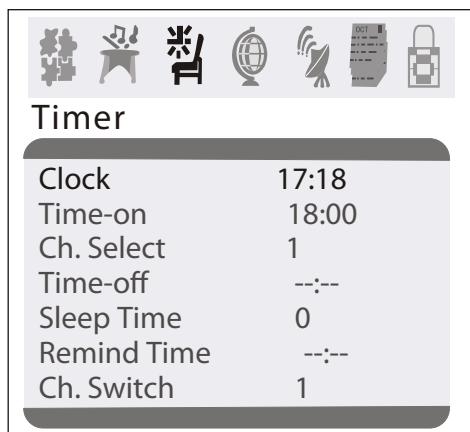 OCT
Timer
Clock 17:18
Time-on 18:00
Ch. Select 1
Time-off --:--
Sleep Time 0
Remind Time --:--
Ch. Switch 1